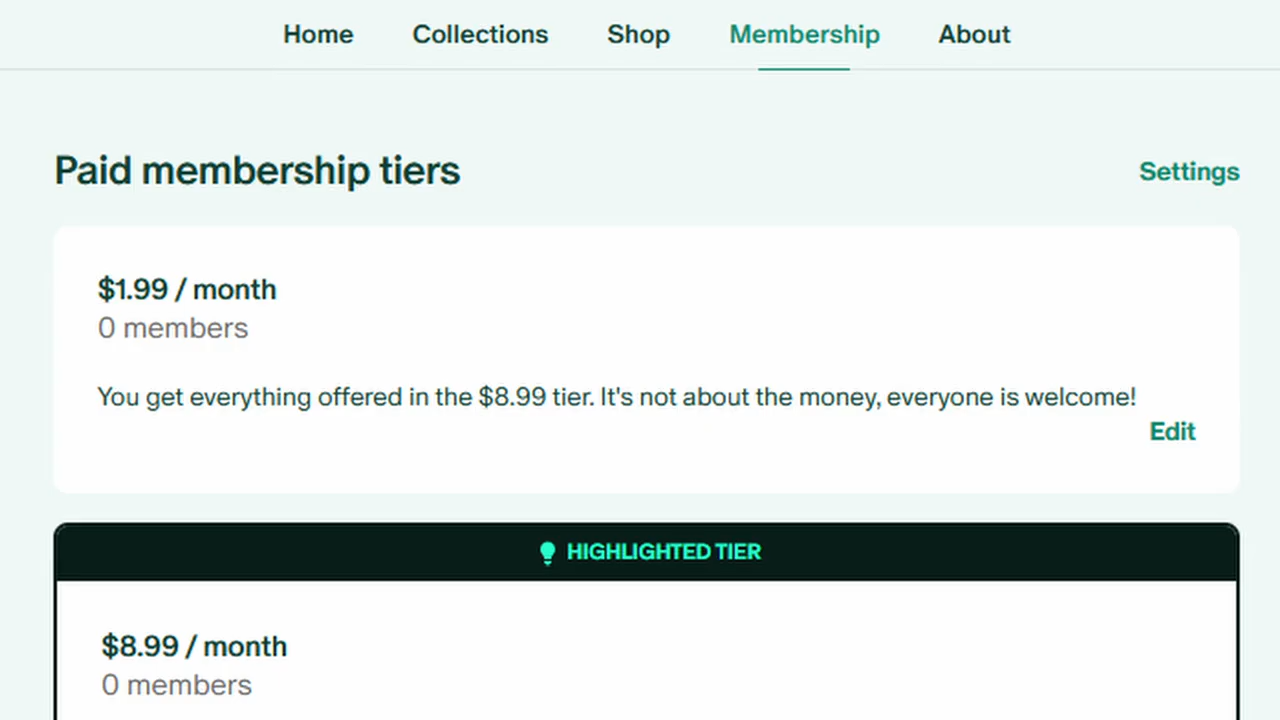 Home Collections Shop Membership About
Paid membership tiers
Settings
$1.99 / month
0 members
You get everything offered in the $8.99 tier. It's not about the money, everyone is welcome!
Edit
HIGHLIGHTED TIER
$8.99 / month
0 members